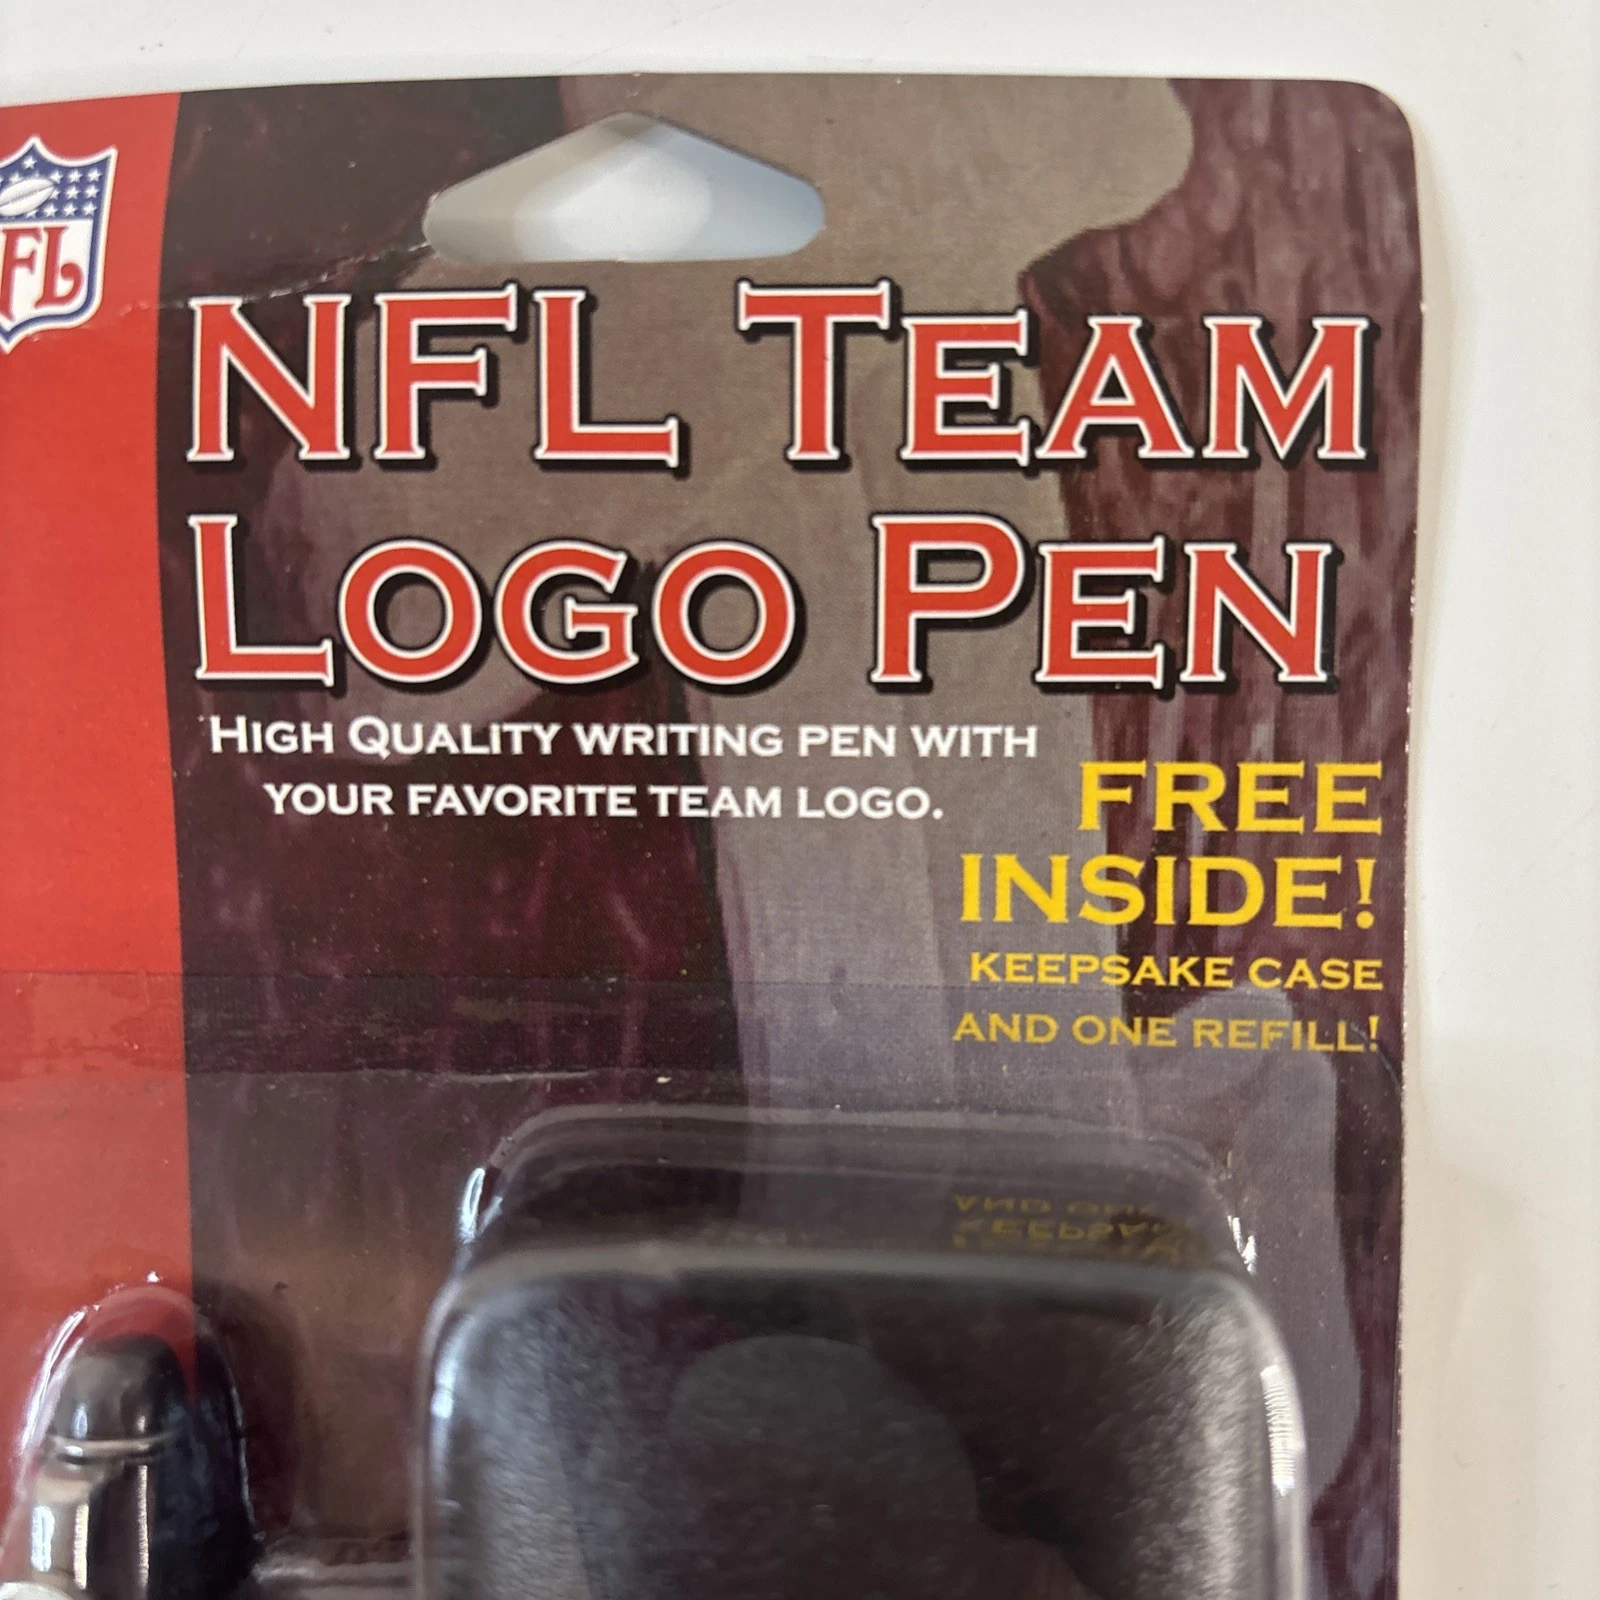 NFL
NFL TEAM
LOGO PEN
HIGH QUALITY WRITING PEN WITH
YOUR FAVORITE TEAM LOGO.
FREE
INSIDE!
KEEPSAKE CASE
AND ONE REFILL!